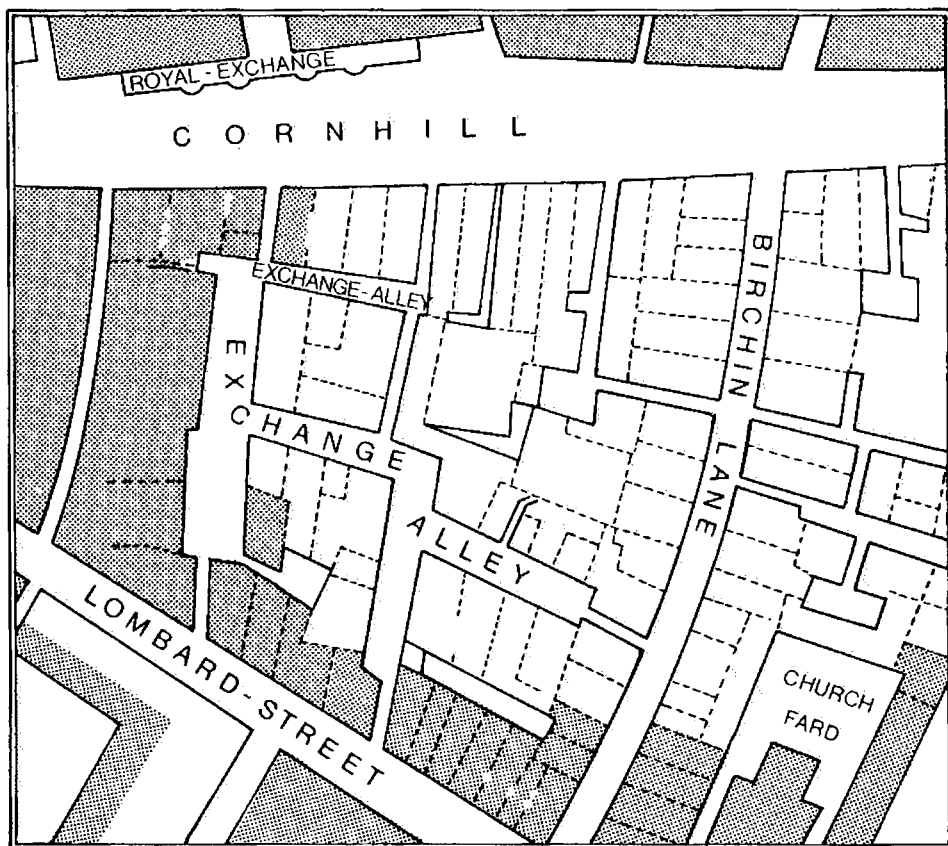 ROYAL-EXCHANGE
CORNHILL
EXCHANGE-ALLEY
EXCHANGE
ALLEY
BIRCHIN
LANE
LOMBARD-STREET
CHURCH
FARD